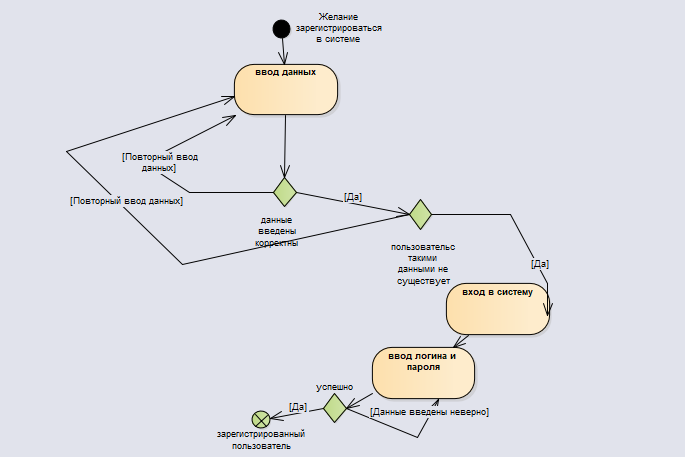 Желание
зарегистрироваться
в системе
ввод данных
[Повторный ввод
данных]
[Повторный ввод данных]
[Да]
данные
введены
корректны
пользовательс
такими
данными не
существует
[Да]
вход в систему
ввод логина и
пароля
успешно
[Да]
[Данные введены неверно]
зарегистрированный
пользователь